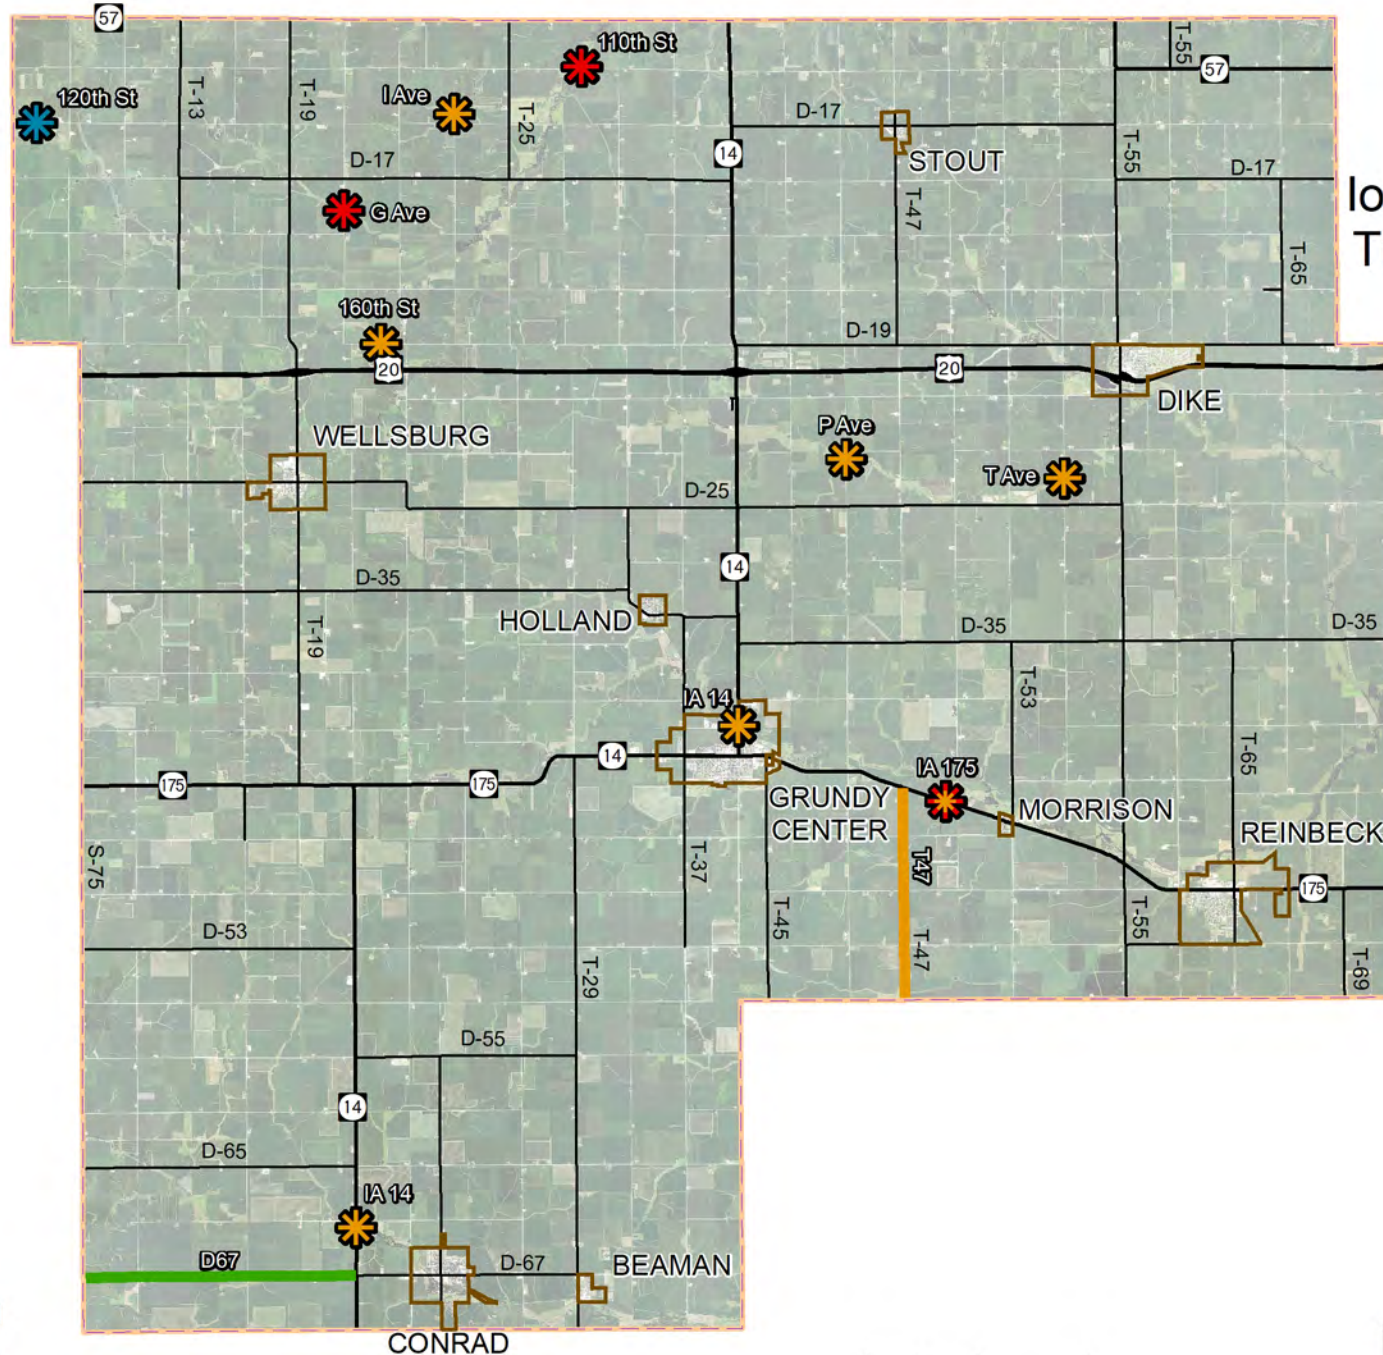 57
T-55
110th St
57
120th St
T-13
T-19
I Ave
T-25
D-17
14
STOUT
T-55
D-17
D-17
T-47
G Ave
lo
T
T-65
160th St
D-19
20
20
DIKE
WELLSBURG
P Ave
T Ave
D-25
14
D-35
HOLLAND
T-19
D-35
D-35
T-53
IA 14
14
175
175
IA 175
T-65
GRUNDY
CENTER
MORRISON
REINBECK
S-75
T-37
T47
175
T-45
T-55
D-53
T-47
T-29
T-69
D-55
14
D-65
IA 14
D67
D-67
BEAMAN
CONRAD